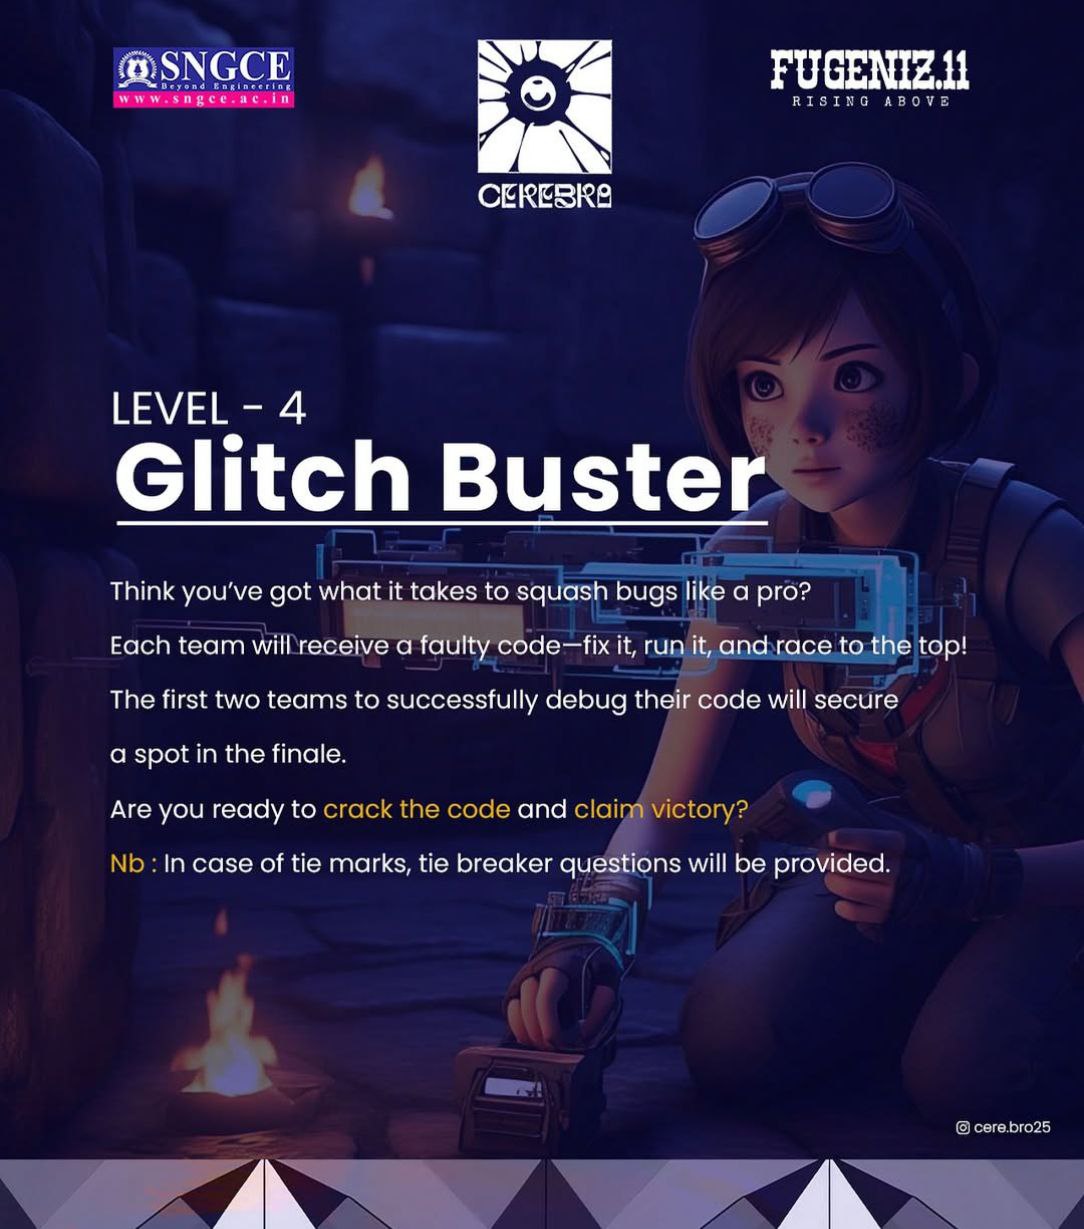 SNGCE
Beyond Engineering
www.sngce.ac.in
CEREBRO
FUGENIZ.11
RISING ABOVE
LEVEL - 4
Glitch Buster
Think you’ve got what it takes to squash bugs like a pro?
Each team will receive a faulty code—fix it, run it, and race to the top!
The first two teams to successfully debug their code will secure
a spot in the finale.
Are you ready to crack the code and claim victory?
Nb : In case of tie marks, tie breaker questions will be provided.
cere.bro25